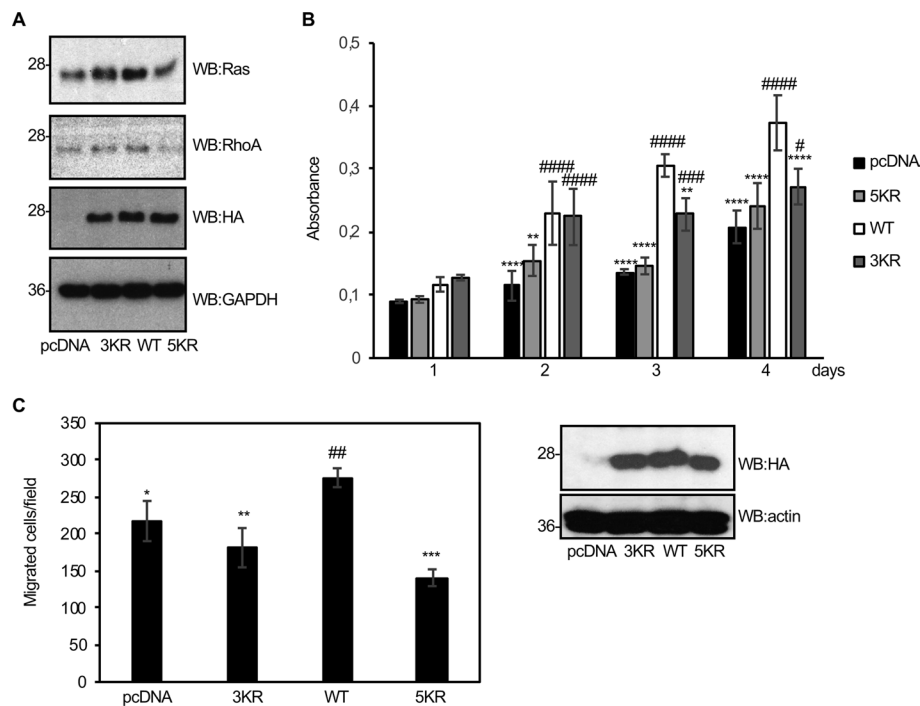 A
28
WB:Ras
28
WB:RhoA
28
WB:HA
36
WB:GAPDH
pcDNA 3KR WT 5KR
B
0,5
0,4
0,3
0,2
0,1
0
Absorbance
**** ** #### ####
**** **** #### ### **
**** **** #### # ****
1 2 3 4 days
pcDNA
5KR
WT
3KR
C
350
300
250
200
150
100
50
0
Migrated cells/field
* ** ## ***
pcDNA 3KR WT 5KR
28
WB:HA
36
WB:actin
pcDNA 3KR WT 5KR